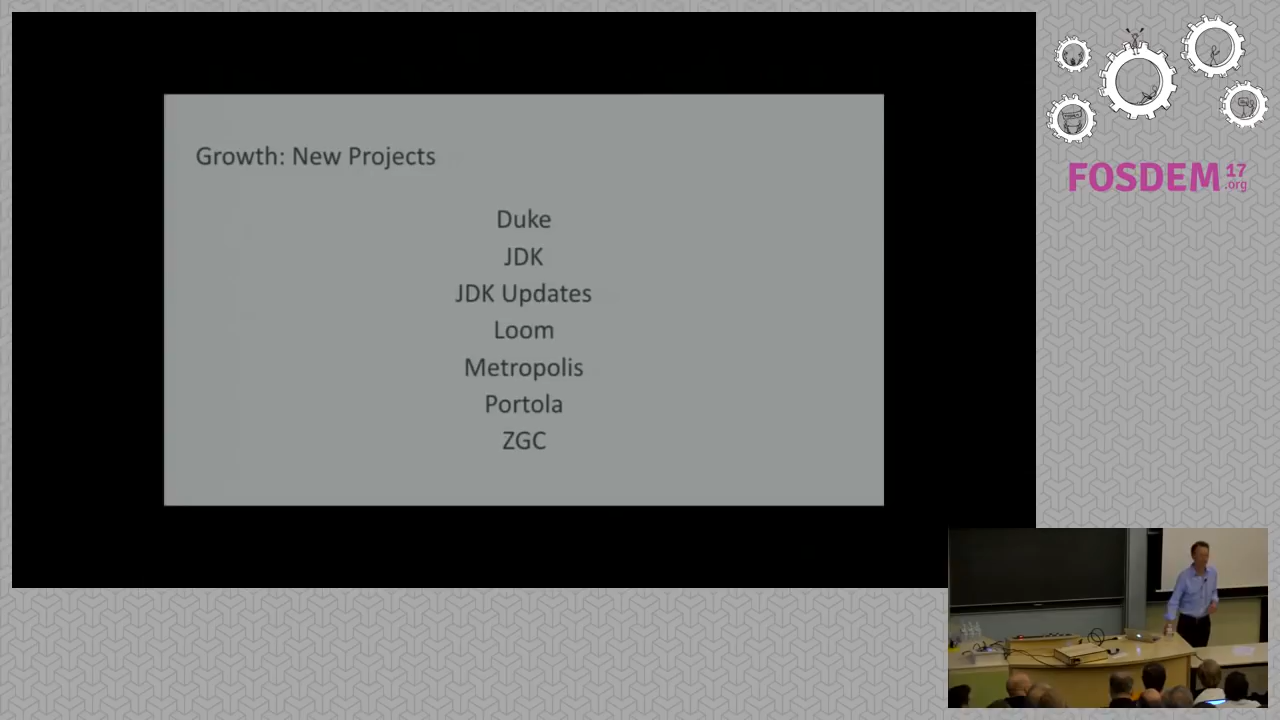 Growth: New Projects
Duke
JDK
JDK Updates
Loom
Metropolis
Portola
ZGC
FOSDEM 17
.org